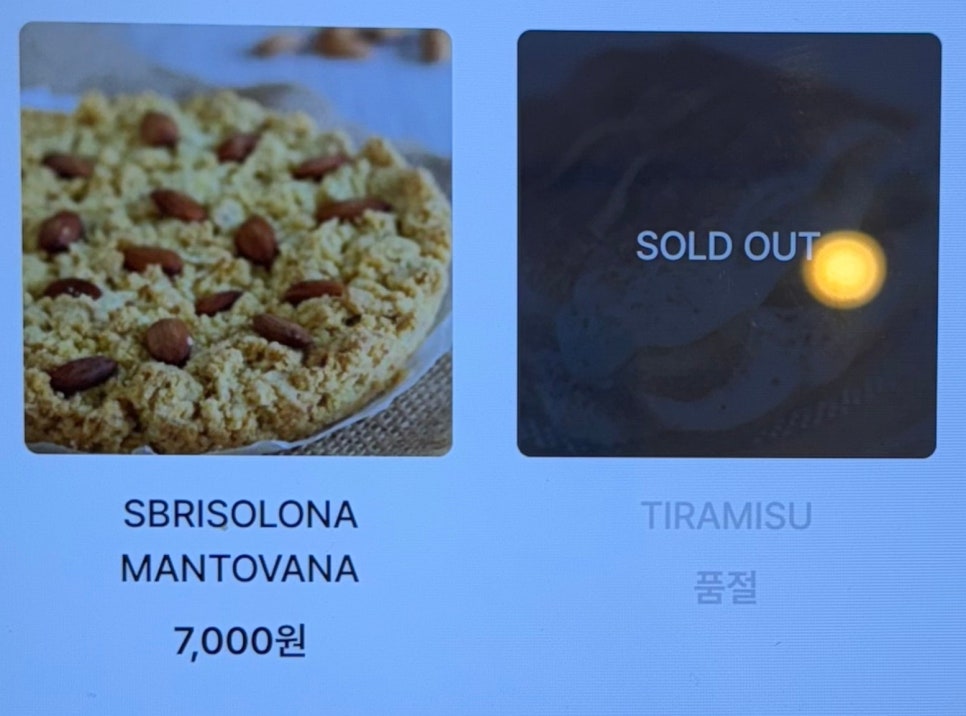 SOLD OUT
SBRISOLONA
MANTOVANA
7,000원
TIRAMISU
품절